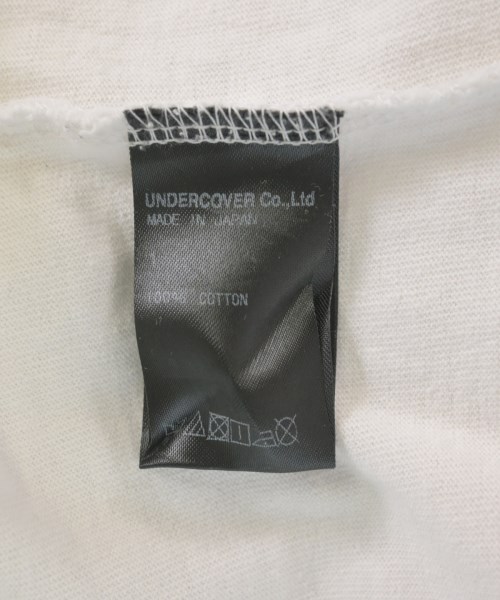 UNDERCOVER Co.,Ltd
MADE IN JAPAN
100% COTTON